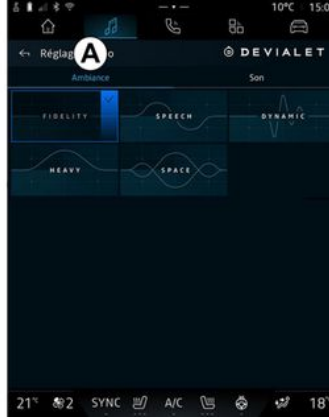 10°C 15:0
Réglag o
A
DEVIALET
Ambiance Son
FIDELITY SPEECH DYNAMIC
HEAVY SPACE
21° 2 SYNC A/C 18°